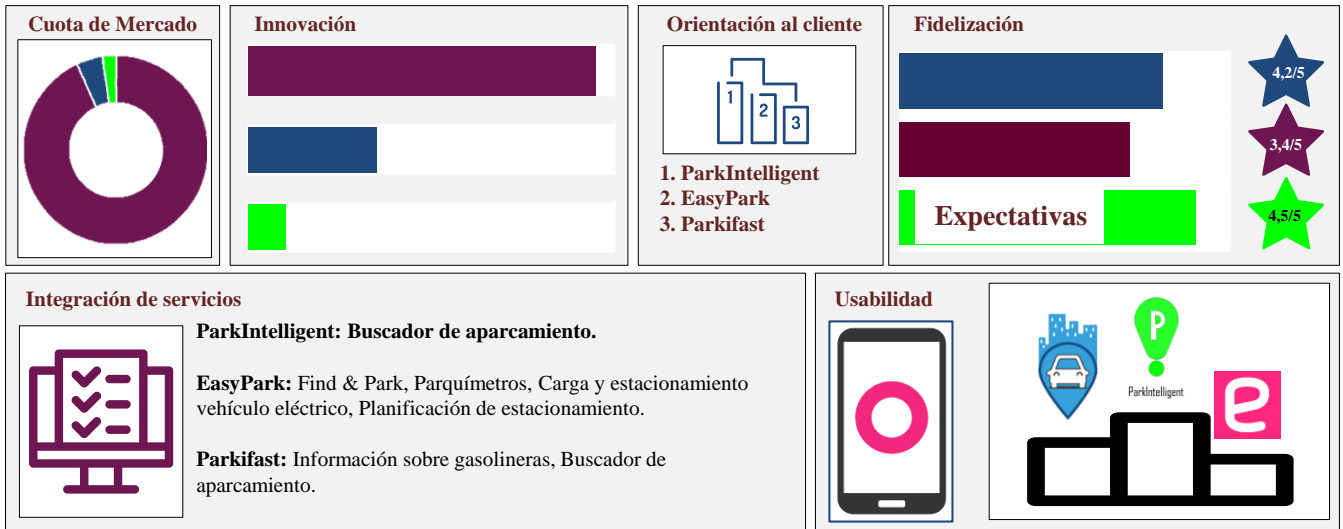 Cuota de Mercado
Innovación
Orientación al cliente
1
2
3
1. ParkIntelligent
2. EasyPark
3. Parkifast
Fidelización
4,2/5
3,4/5
Expectativas
4,5/5
Integración de servicios
ParkIntelligent: Buscador de aparcamiento.
EasyPark: Find & Park, Parquímetros, Carga y estacionamiento
vehículo eléctrico, Planificación de estacionamiento.
Parkifast: Información sobre gasolineras, Buscador de
aparcamiento.
Usabilidad
P
ParkIntelligent
e